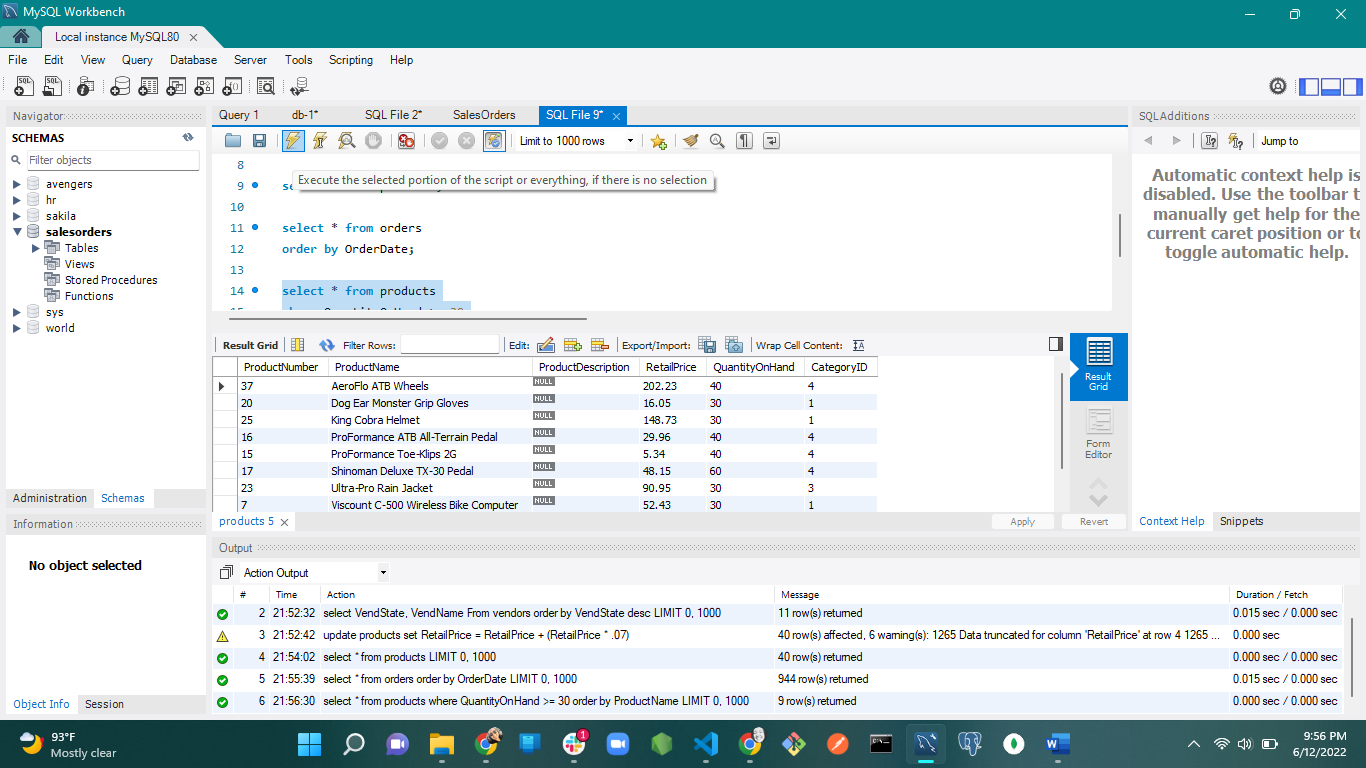 MySQL Workbench
Local instance MySQL80
File Edit View Query Database Server Tools Scripting Help
Navigator
SCHEMAS
Filter objects
avengers
hr
sakila
salesorders
Tables
Views
Stored Procedures
Functions
sys
world
Administration Schemas
Information
No object selected
Object Info Session
Query 1 db-1* SQL File 2* SalesOrders SQL File 9*
Limit to 1000 rows
Execute the selected portion of the script or everything, if there is no selection
8
9
10
11 select * from orders
12 order by OrderDate;
13
14 select * from products
Result Grid Filter Rows: Edit: Export/Import: Wrap Cell Content:
ProductNumber ProductName ProductDescription RetailPrice QuantityOnHand CategoryID
37 AeroFlo ATB Wheels NULL 202.23 40 4
20 Dog Ear Monster Grip Gloves NULL 16.05 30 1
25 King Cobra Helmet NULL 148.73 30 1
16 ProFormance ATB All-Terrain Pedal NULL 29.96 40 4
15 ProFormance Toe-Klips 2G NULL 5.34 40 4
17 Shinoman Deluxe TX-30 Pedal NULL 48.15 60 4
23 Ultra-Pro Rain Jacket NULL 90.95 30 3
7 Viscount C-500 Wireless Bike Computer NULL 52.43 30 1
Result Grid
Form Editor
products 5 Apply Revert
SQLAdditions
Jump to
Automatic context help is
disabled. Use the toolbar t
manually get help for the
current caret position or to
toggle automatic help.
Context Help Snippets
Output
Action Output
# Time Action Message Duration / Fetch
2 21:52:32 select VendState, VendName From vendors order by VendState desc LIMIT 0, 1000 11 row(s) returned 0.015 sec / 0.000 sec
3 21:52:42 update products set RetailPrice = RetailPrice + (RetailPrice * .07) 40 row(s) affected, 6 warning(s): 1265 Data truncated for column 'RetailPrice' at row 4 1265 ... 0.000 sec
4 21:54:02 select * from products LIMIT 0, 1000 40 row(s) returned 0.000 sec / 0.000 sec
5 21:55:39 select * from orders order by OrderDate LIMIT 0, 1000 944 row(s) returned 0.015 sec / 0.000 sec
6 21:56:30 select * from products where QuantityOnHand >= 30 order by ProductName LIMIT 0, 1000 9 row(s) returned 0.000 sec / 0.000 sec
93°F
Mostly clear
1
9:56 PM
6/12/2022